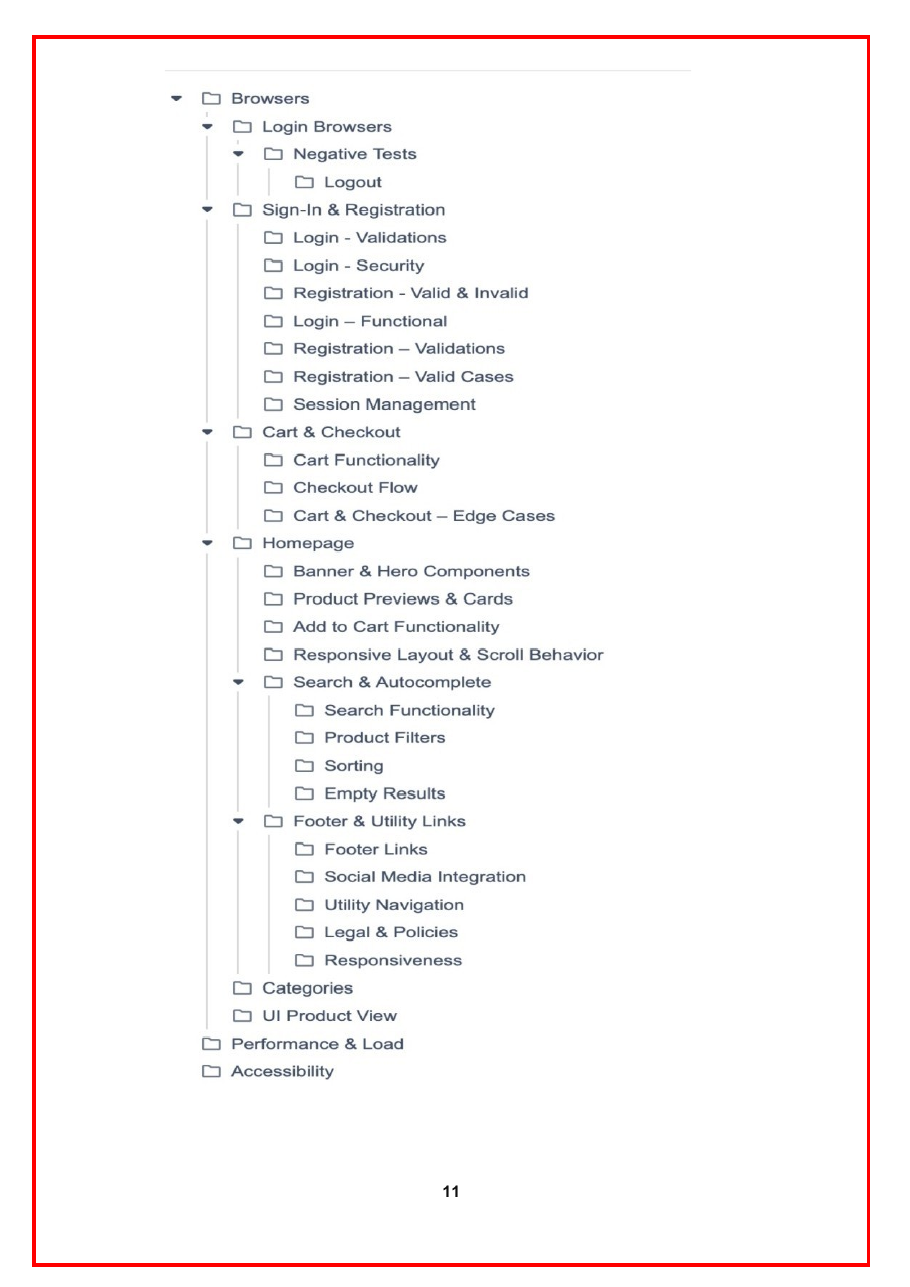 Browsers
Login Browsers
Negative Tests
Logout
Sign-In & Registration
Login - Validations
Login - Security
Registration - Valid & Invalid
Login – Functional
Registration – Validations
Registration – Valid Cases
Session Management
Cart & Checkout
Cart Functionality
Checkout Flow
Cart & Checkout – Edge Cases
Homepage
Banner & Hero Components
Product Previews & Cards
Add to Cart Functionality
Responsive Layout & Scroll Behavior
Search & Autocomplete
Search Functionality
Product Filters
Sorting
Empty Results
Footer & Utility Links
Footer Links
Social Media Integration
Utility Navigation
Legal & Policies
Responsiveness
Categories
UI Product View
Performance & Load
Accessibility
11